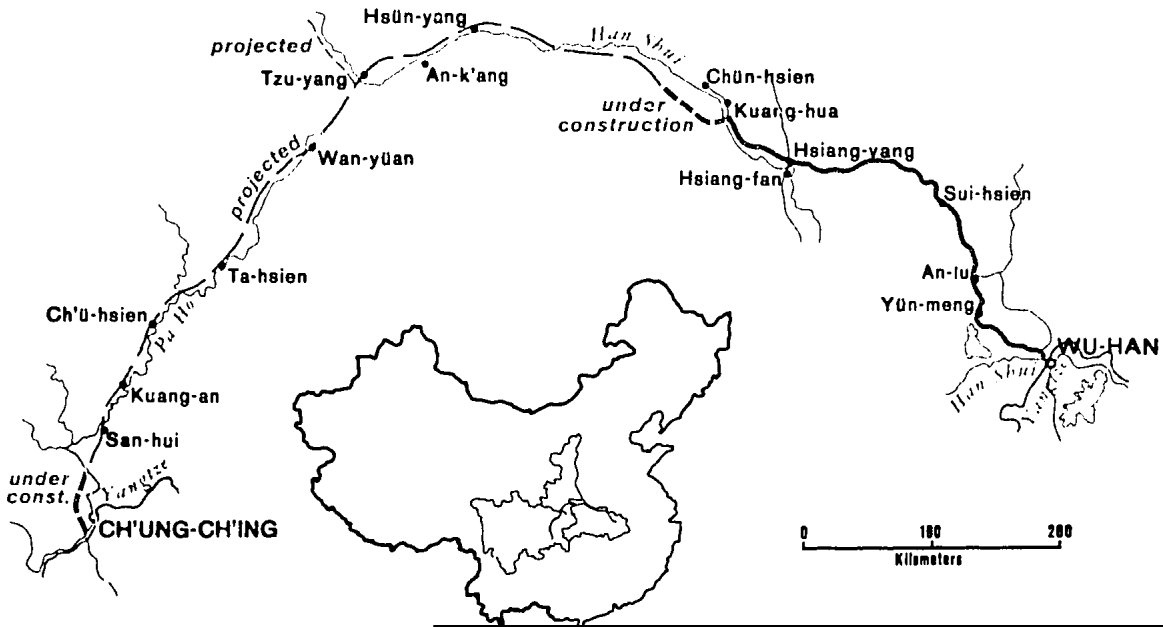 Hsün-yang
projected
Han Shui
Tzu-yang
An-k'ang
Chün-hsien
under
construction
Kuang-hua
Wan-yüan
projected
Hsiang-yang
Hsiang-fan
Sui-hsien
Ta-hsien
An-lu
Ch'ü-hsien
Pa Ho
Yün-meng
WU-HAN
Kuang-an
Han Shui
San-hui
under
const.
Yangtze
CH'UNG-CH'ING
0 180 200
Kilometers